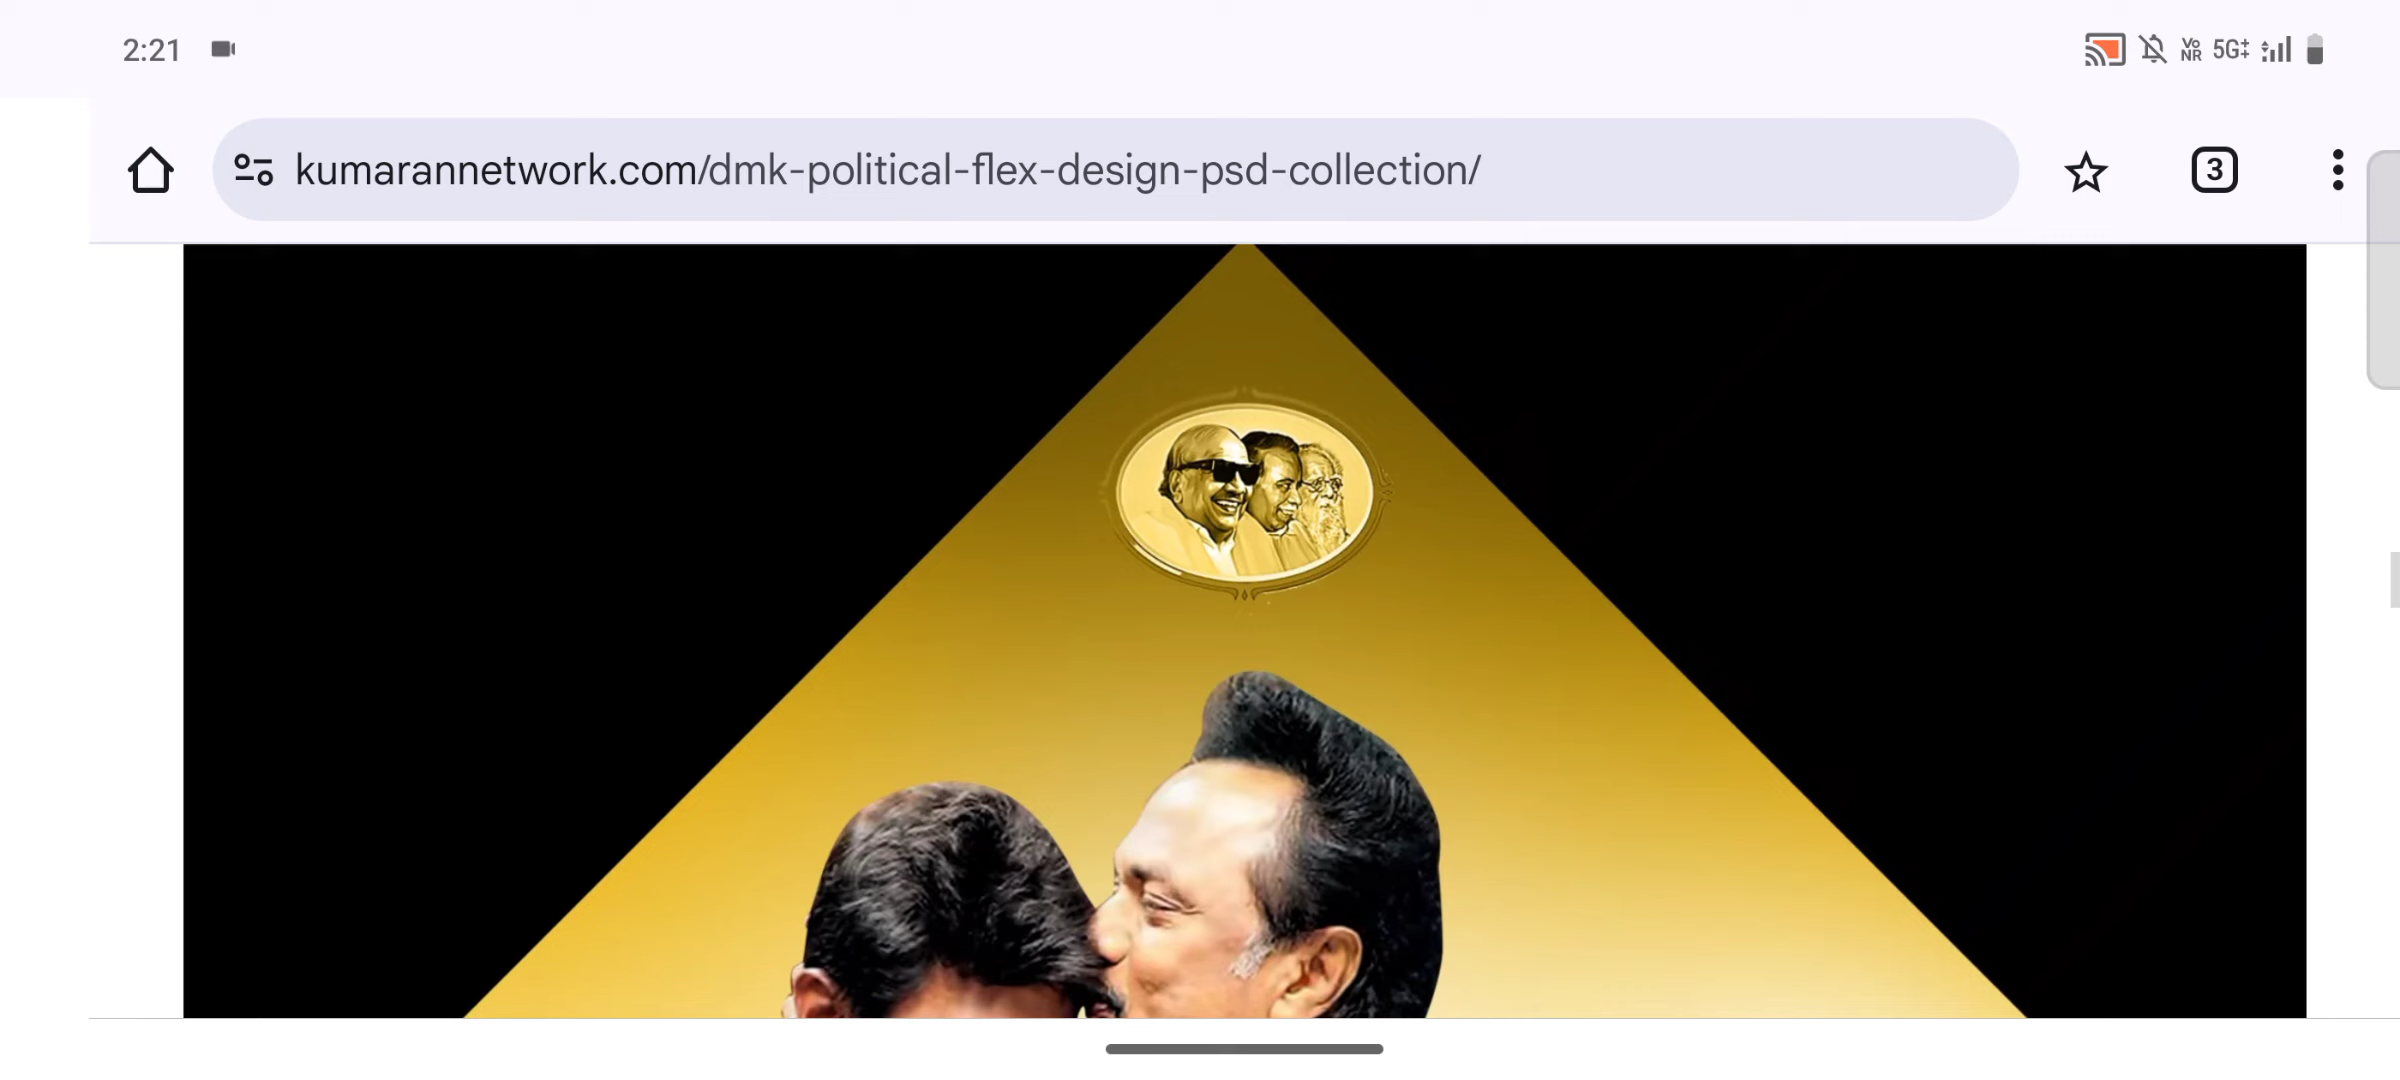 2:21
Vo
NR
5G
kumarannetwork.com/dmk-political-flex-design-psd-collection/
3